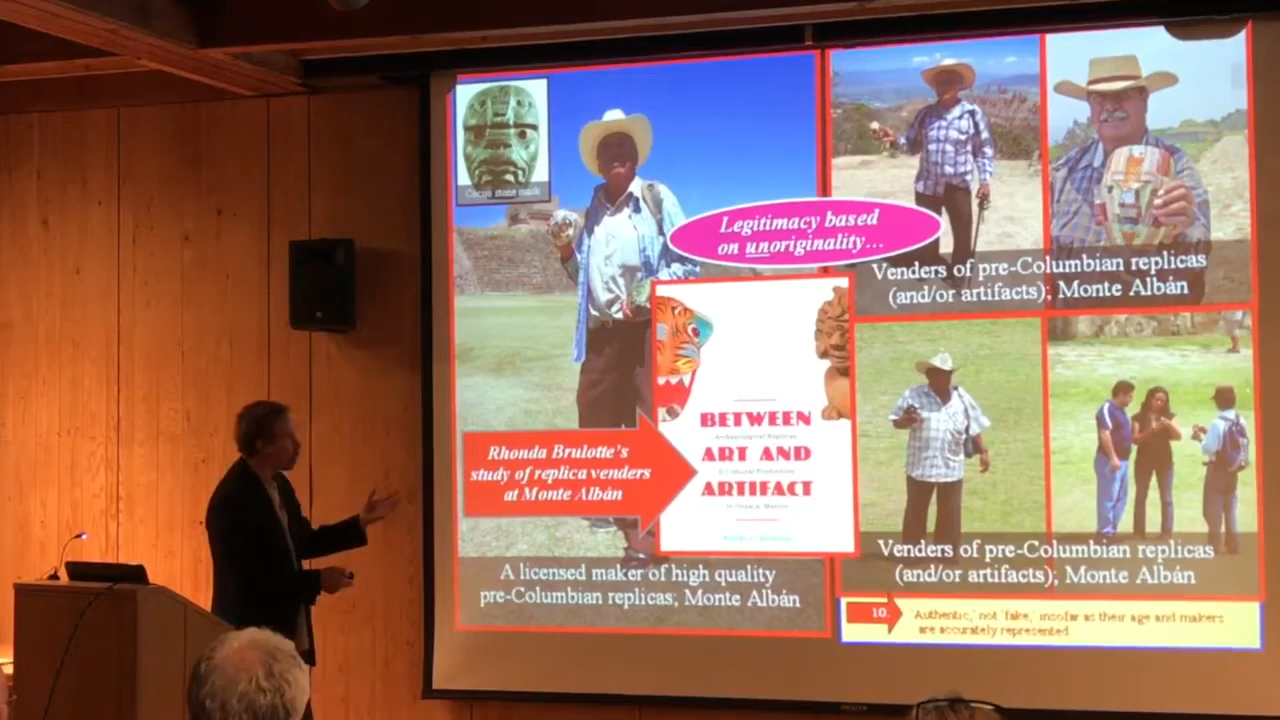 Legitimacy based
on unoriginality...
Venders of pre-Columbian replicas
(and/or artifacts); Monte Albán
BETWEEN
Archaeological Replicas
ART AND
ARTIFACT
Rhonda Brulotte's
study of replica venders
at Monte Albán
A licensed maker of high quality
pre-Columbian replicas; Monte Albán
Venders of pre-Columbian replicas
(and/or artifacts); Monte Albán
10.
Authentic,' not 'fake,' insofar as their age and makers
are accurately represented